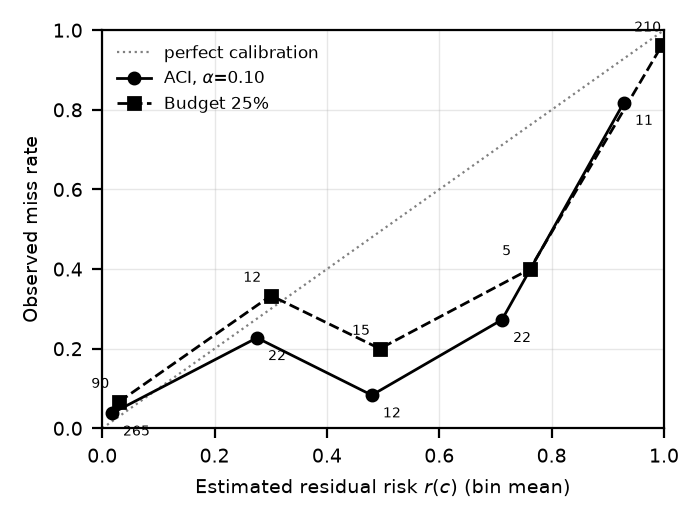 210
1.0
perfect calibration
ACI, α=0.10
Budget 25%
0.8
11
0.6
Observed miss rate
5
0.4
12
15
0.2
22
22
90
12
265
0.0
0.0 0.2 0.4 0.6 0.8 1.0
Estimated residual risk r(c) (bin mean)